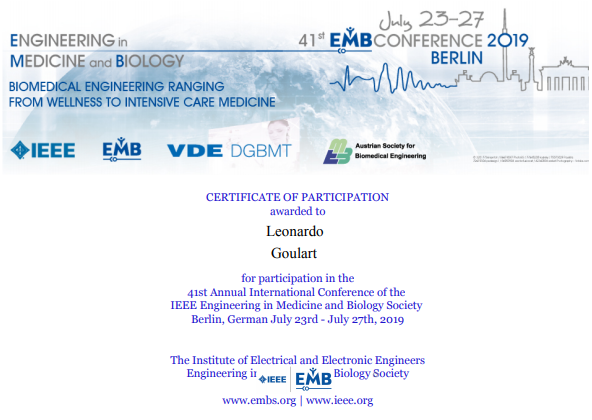 July 23–27
ENGINEERING in
41st EMB CONFERENCE 2019
MEDICINE and BIOLOGY
BERLIN
BIOMEDICAL ENGINEERING RANGING
FROM WELLNESS TO INTENSIVE CARE MEDICINE
IEEE EMB VDE DGBMT Austrian Society for
Biomedical Engineering
CERTIFICATE OF PARTICIPATION
awarded to
Leonardo
Goulart
for participation in the
41st Annual International Conference of the
IEEE Engineering in Medicine and Biology Society
Berlin, German July 23rd - July 27th, 2019
The Institute of Electrical and Electronic Engineers
Engineering in IEEE EMB Biology Society
www.embs.org | www.ieee.org